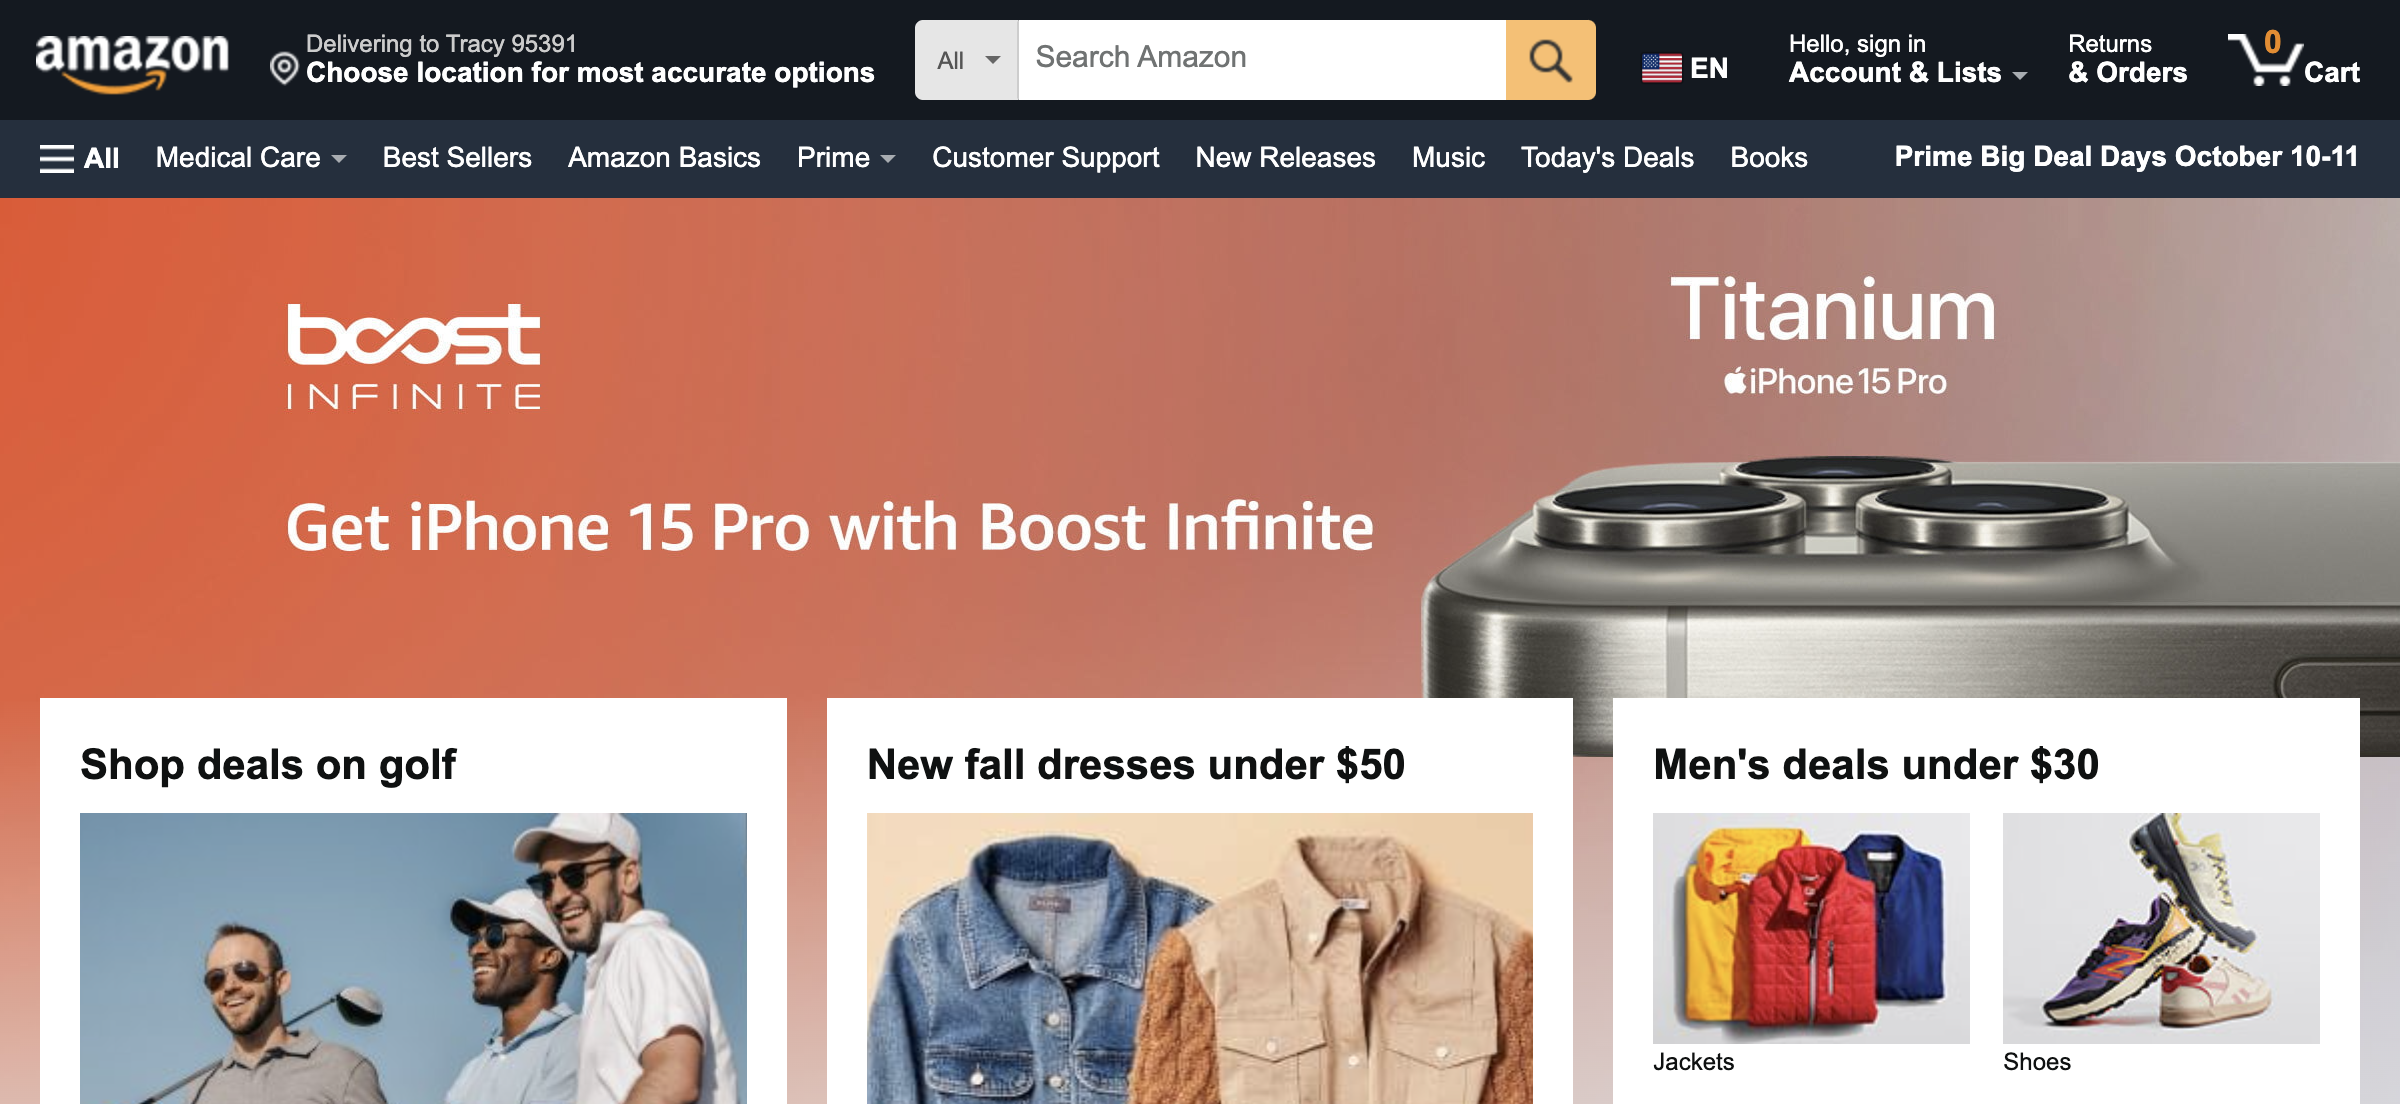 amazon
Delivering to Tracy 95391
Choose location for most accurate options
All
Search Amazon
EN
Hello, sign in
Account & Lists
Returns
& Orders
0
Cart
All
Medical Care
Best Sellers
Amazon Basics
Prime
Customer Support
New Releases
Music
Today's Deals
Books
Prime Big Deal Days October 10-11
boost
INFINITE
Titanium
iPhone 15 Pro
Get iPhone 15 Pro with Boost Infinite
Shop deals on golf
New fall dresses under $50
Men's deals under $30
Jackets
Shoes